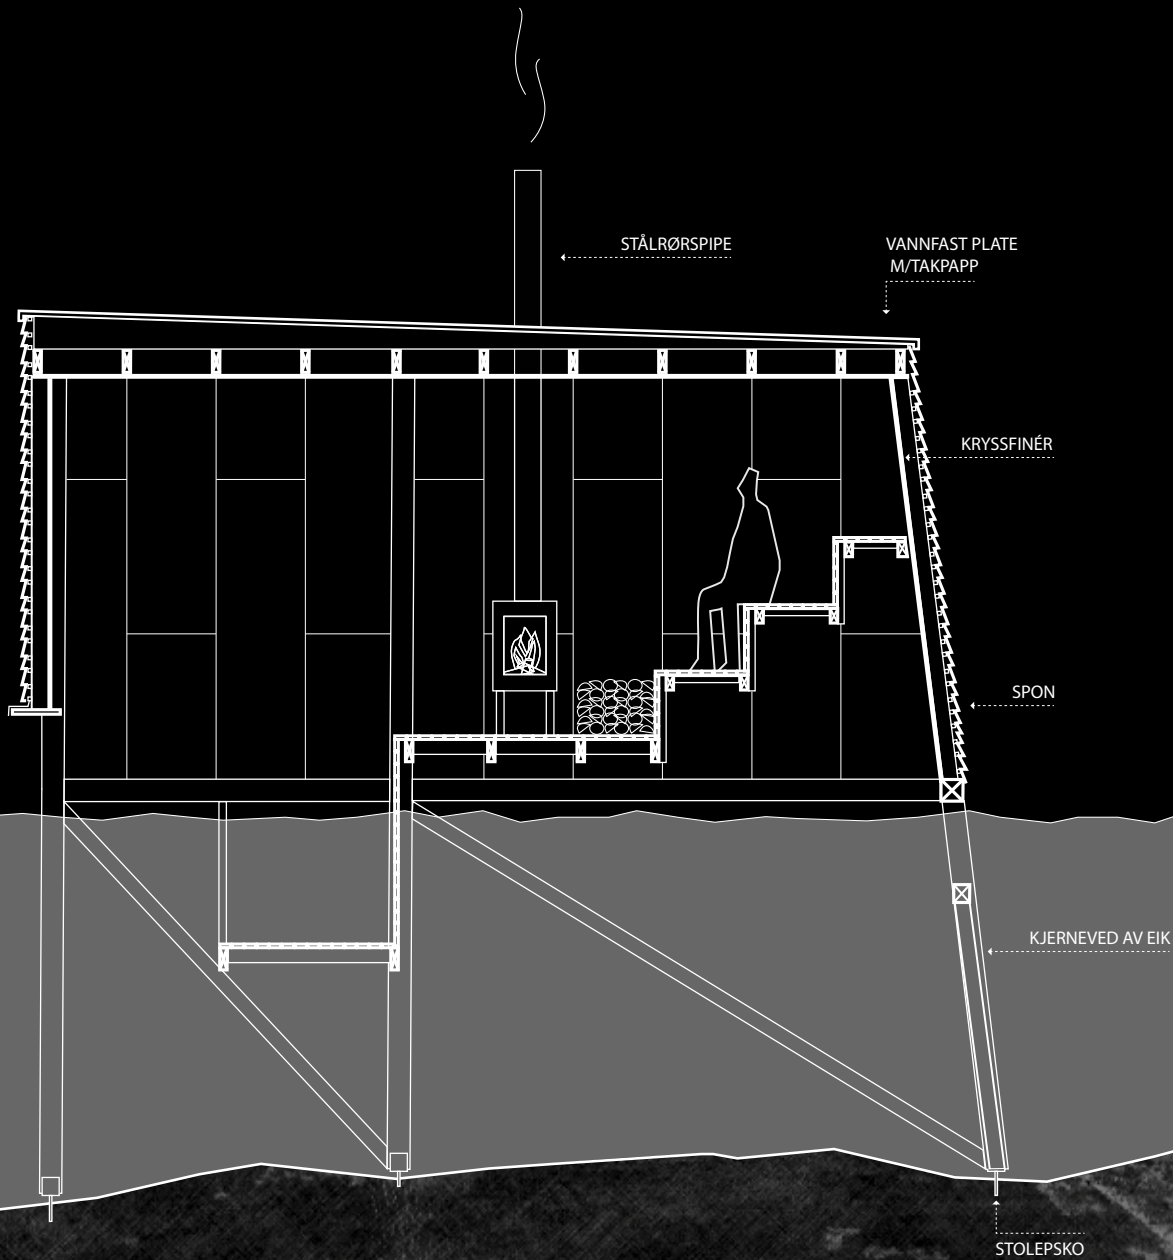 STÅLRØRSPIPE
VANNFAST PLATE
M/TAKPAPP
KRYSSFINÉR
SPON
KJERNEVED AV EIK
STOLEPSKO